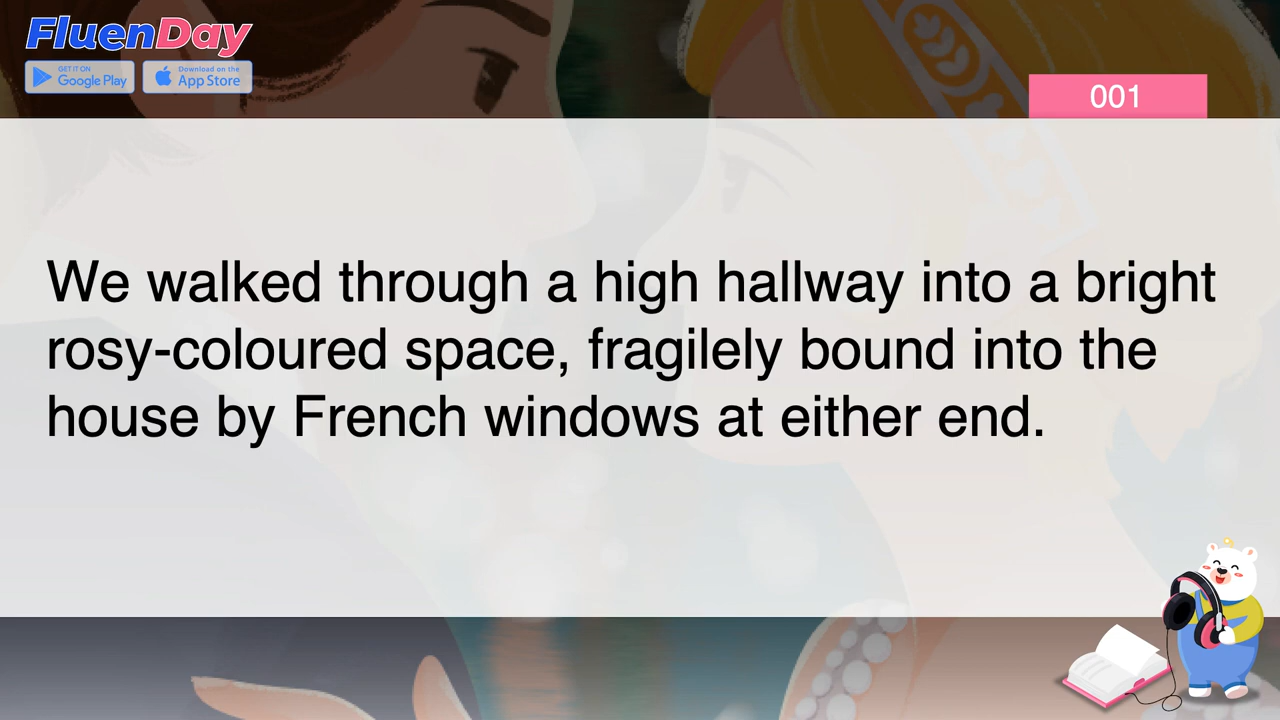 FluenDay
GET IT ON
Google Play
Download on the
App Store
001
We walked through a high hallway into a bright
rosy-coloured space, fragilely bound into the
house by French windows at either end.